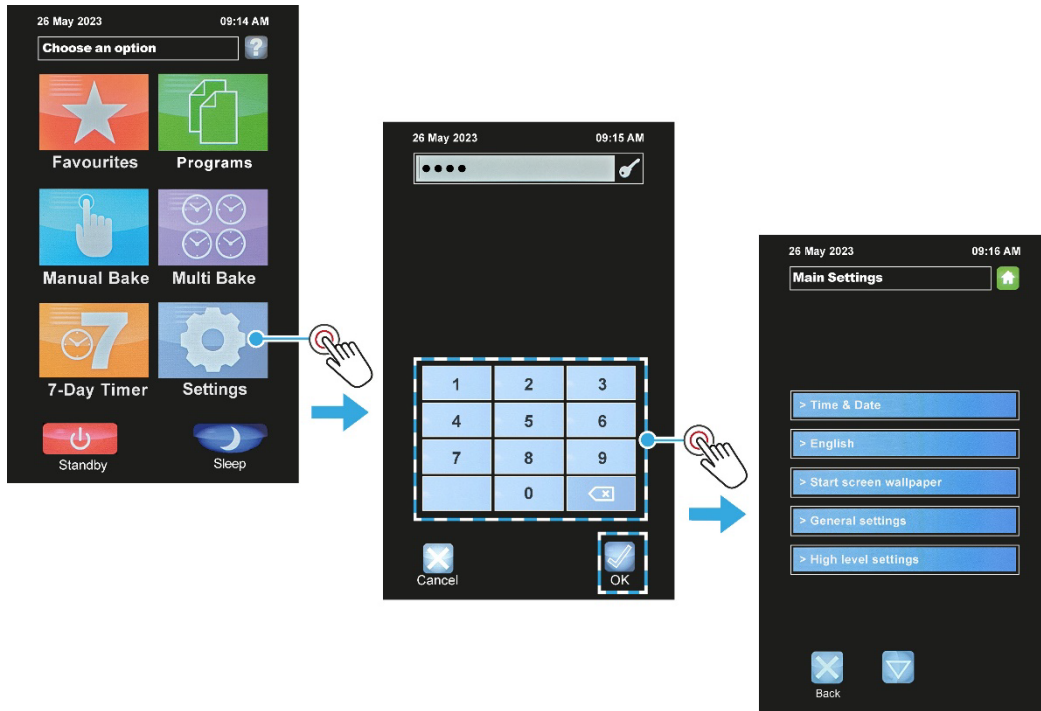 26 May 2023 09:14 AM
Choose an option ?
Favourites Programs
Manual Bake Multi Bake
7
7-Day Timer Settings
Standby Sleep
26 May 2023 09:15 AM
1 2 3
4 5 6
7 8 9
0
Cancel OK
26 May 2023 09:16 AM
Main Settings
> Time & Date
> English
> Start screen wallpaper
> General settings
> High level settings
Back